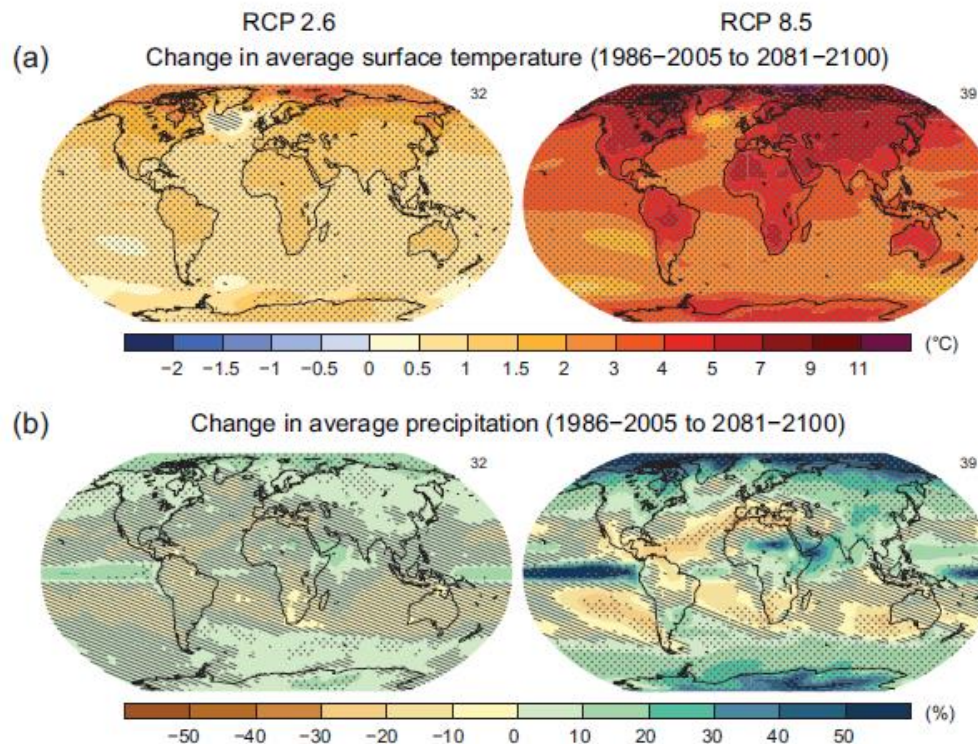 RCP 2.6 RCP 8.5
(a) Change in average surface temperature (1986−2005 to 2081−2100)
32 39
(°C)
−2 −1.5 −1 −0.5 0 0.5 1 1.5 2 3 4 5 7 9 11
(b) Change in average precipitation (1986−2005 to 2081−2100)
32 39
(%)
−50 −40 −30 −20 −10 0 10 20 30 40 50